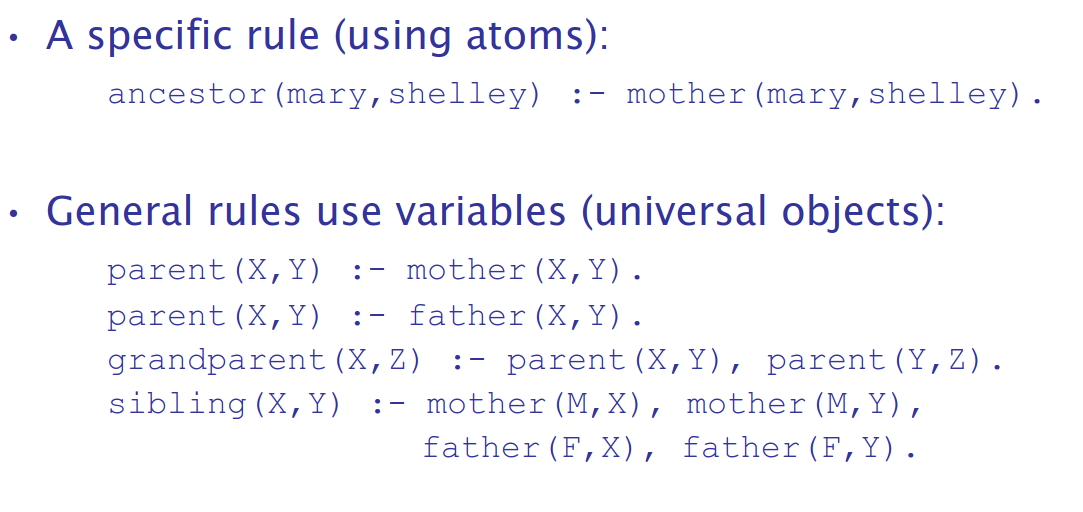 • A specific rule (using atoms):
ancestor(mary,shelley) :- mother(mary,shelley).
• General rules use variables (universal objects):
parent(X,Y) :- mother(X,Y).
parent(X,Y) :- father(X,Y).
grandparent(X,Z) :- parent(X,Y), parent(Y,Z).
sibling(X,Y) :- mother(M,X), mother(M,Y),
father(F,X), father(F,Y).